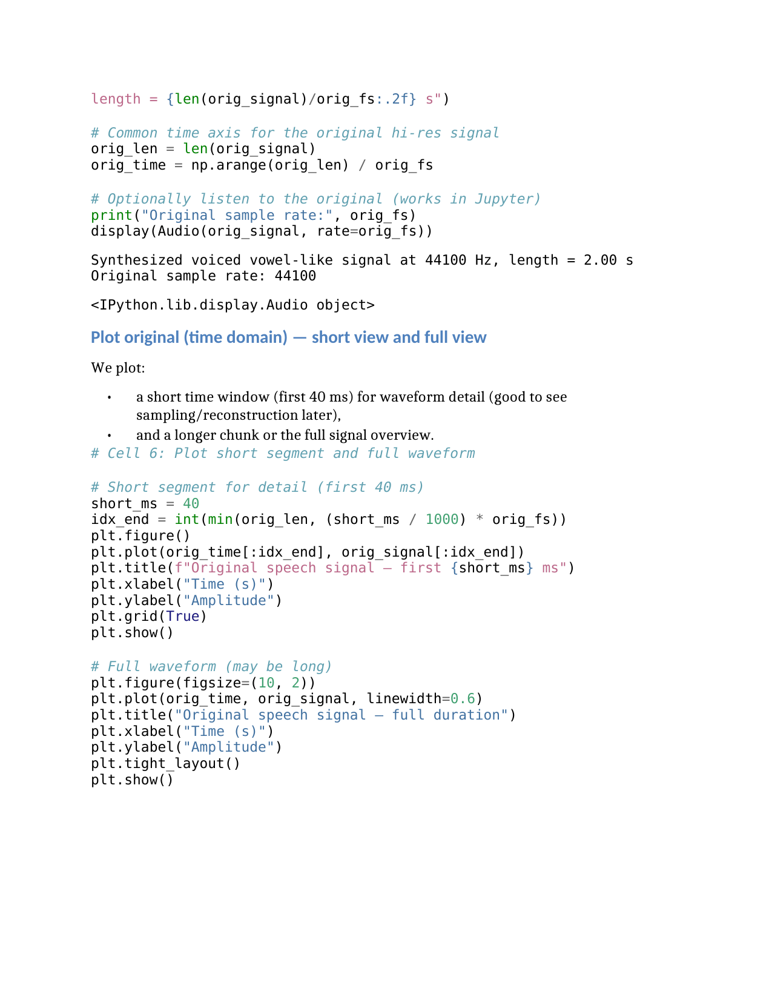 length = {len(orig_signal)/orig_fs:.2f} s")
# Common time axis for the original hi-res signal
orig_len = len(orig_signal)
orig_time = np.arange(orig_len) / orig_fs
# Optionally listen to the original (works in Jupyter)
print("Original sample rate:", orig_fs)
display(Audio(orig_signal, rate=orig_fs))
Synthesized voiced vowel-like signal at 44100 Hz, length = 2.00 s
Original sample rate: 44100
<IPython.lib.display.Audio object>
Plot original (time domain) — short view and full view
We plot:
• a short time window (first 40 ms) for waveform detail (good to see
sampling/reconstruction later),
• and a longer chunk or the full signal overview.
# Cell 6: Plot short segment and full waveform
# Short segment for detail (first 40 ms)
short_ms = 40
idx_end = int(min(orig_len, (short_ms / 1000) * orig_fs))
plt.figure()
plt.plot(orig_time[:idx_end], orig_signal[:idx_end])
plt.title(f"Original speech signal — first {short_ms} ms")
plt.xlabel("Time (s)")
plt.ylabel("Amplitude")
plt.grid(True)
plt.show()
# Full waveform (may be long)
plt.figure(figsize=(10, 2))
plt.plot(orig_time, orig_signal, linewidth=0.6)
plt.title("Original speech signal — full duration")
plt.xlabel("Time (s)")
plt.ylabel("Amplitude")
plt.tight_layout()
plt.show()